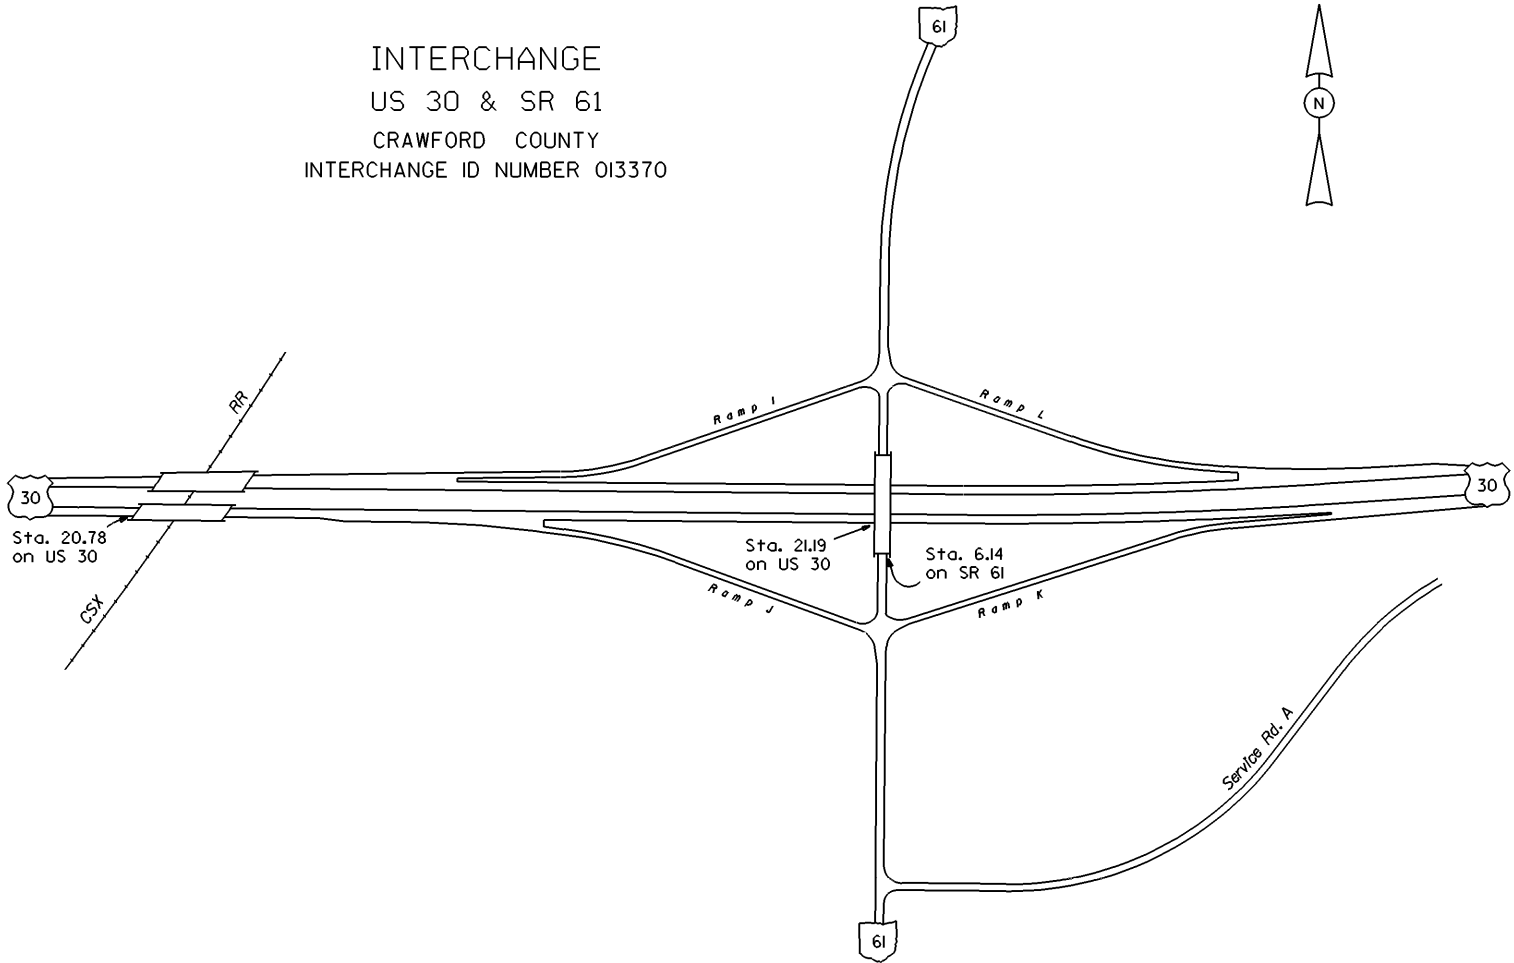 61
INTERCHANGE
US 30 & SR 61
CRAWFORD COUNTY
INTERCHANGE ID NUMBER 013370
N
RR
Ramp I
Ramp L
30
30
Sta. 20.78
on US 30
Sta. 21.19
on US 30
Sta. 6.14
on SR 61
CSX
Ramp J
Ramp K
Service Rd. A
61